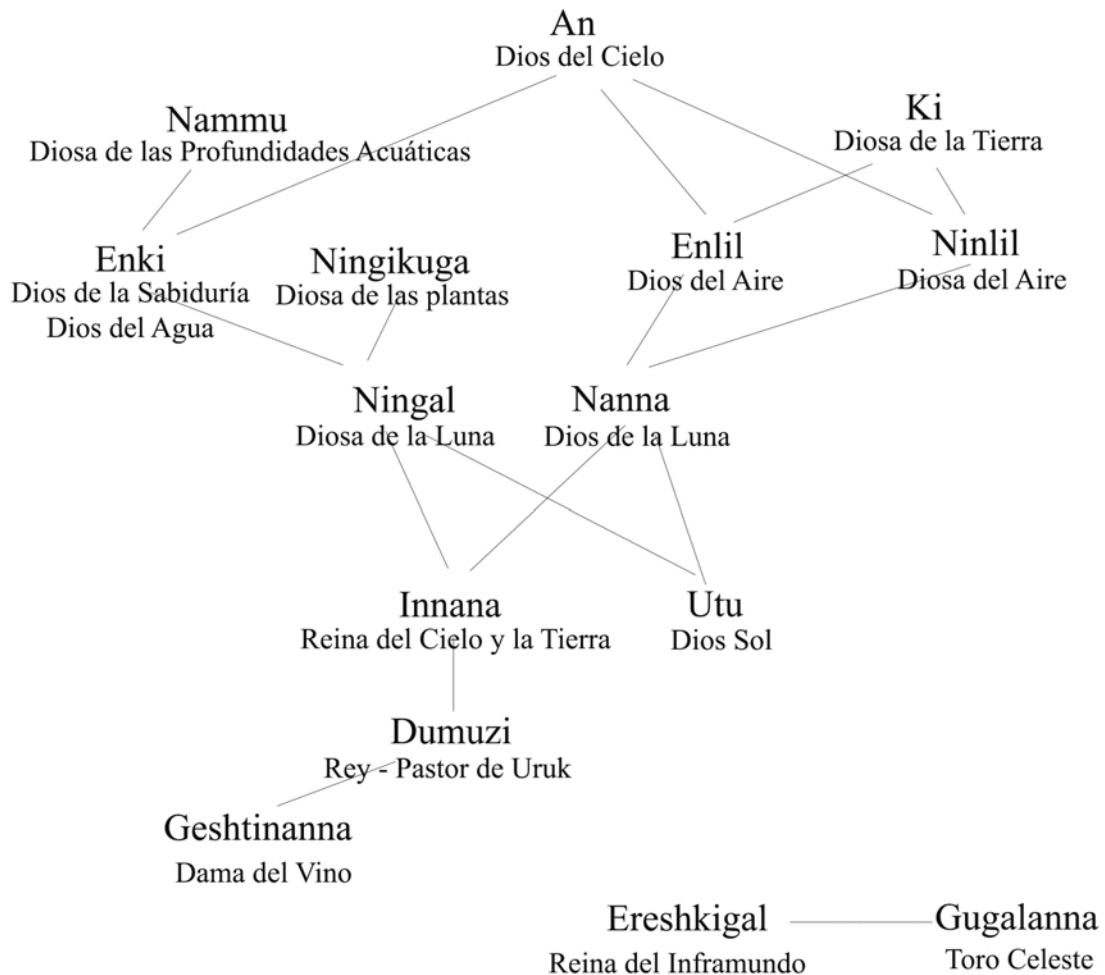 An
Dios del Cielo
Nammu
Diosa de las Profundidades Acuáticas
Ki
Diosa de la Tierra
Enki
Dios de la Sabiduría
Dios del Agua
Ningikuga
Diosa de las plantas
Enlil
Dios del Aire
Ninlil
Diosa del Aire
Ningal
Diosa de la Luna
Nanna
Dios de la Luna
Innana
Reina del Cielo y la Tierra
Utu
Dios Sol
Dumuzi
Rey - Pastor de Uruk
Geshtinanna
Dama del Vino
Ereshkigal
Reina del Inframundo
Gugalanna
Toro Celeste